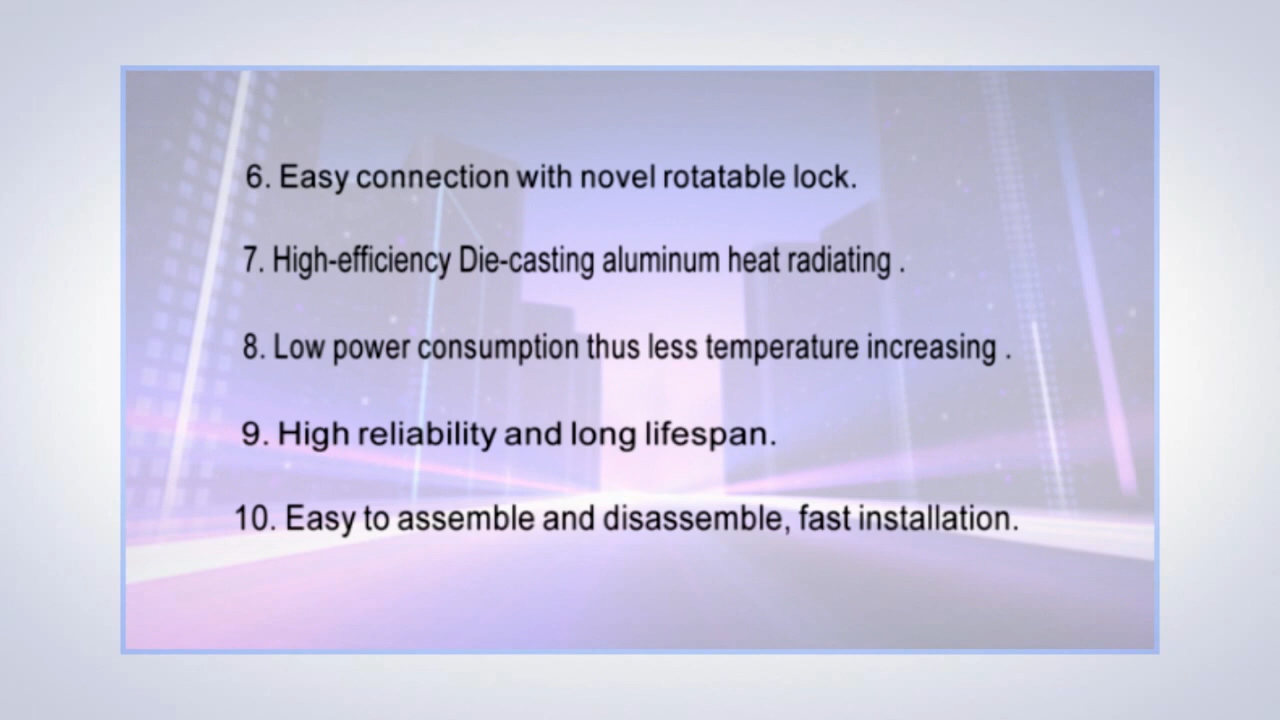 6. Easy connection with novel rotatable lock.
7. High-efficiency Die-casting aluminum heat radiating .
8. Low power consumption thus less temperature increasing .
9. High reliability and long lifespan.
10. Easy to assemble and disassemble, fast installation.